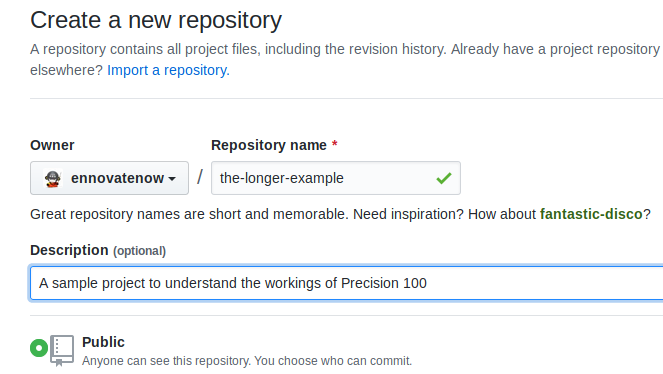 Create a new repository
A repository contains all project files, including the revision history. Already have a project repository
elsewhere? Import a repository.
Owner
Repository name *
ennovatenow / the-longer-example
Great repository names are short and memorable. Need inspiration? How about fantastic-disco?
Description (optional)
A sample project to understand the workings of Precision 100
Public
Anyone can see this repository. You choose who can commit.